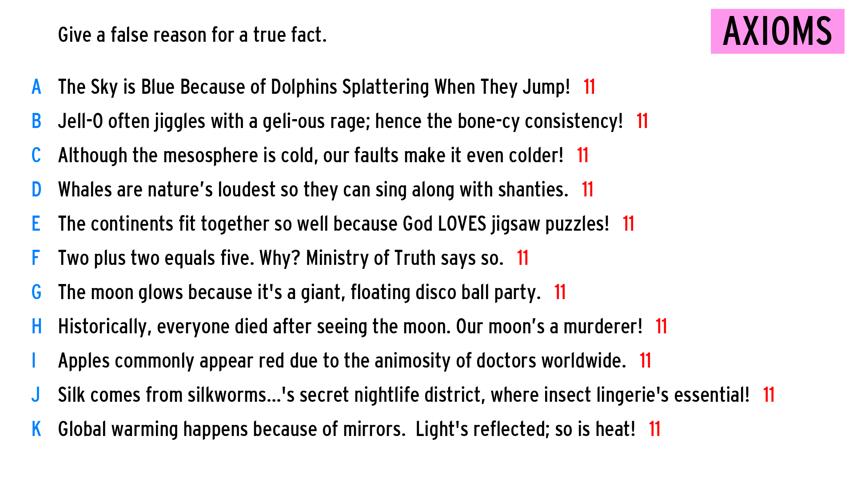 Give a false reason for a true fact.
AXIOMS
A The Sky is Blue Because of Dolphins Splattering When They Jump! 11
B Jell-O often jiggles with a geli-ous rage; hence the bone-cy consistency! 11
C Although the mesosphere is cold, our faults make it even colder! 11
D Whales are nature's loudest so they can sing along with shanties. 11
E The continents fit together so well because God LOVES jigsaw puzzles! 11
F Two plus two equals five. Why? Ministry of Truth says so. 11
G The moon glows because it's a giant, floating disco ball party. 11
H Historically, everyone died after seeing the moon. Our moon's a murderer! 11
I Apples commonly appear red due to the animosity of doctors worldwide. 11
J Silk comes from silkworms...'s secret nightlife district, where insect lingerie's essential! 11
K Global warming happens because of mirrors. Light's reflected; so is heat! 11